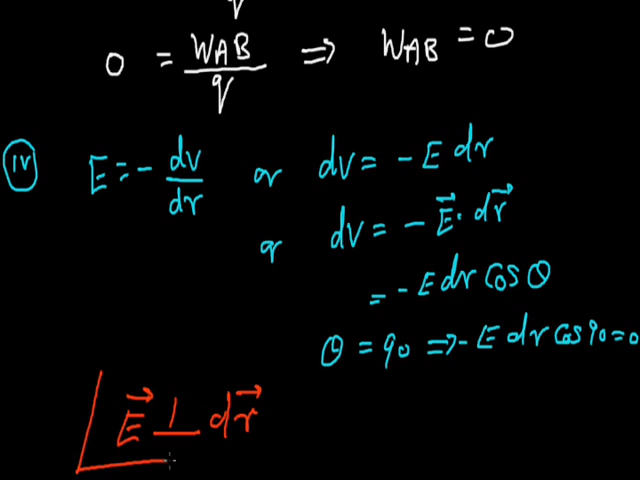 q
0 = WAB/q ⇒ WAB = 0
(iv) E = - dv/dr or dv = - E dr
or dv = - E⃗ · dr⃗
= - E dr cos θ
θ = 90 ⇒ - E dr cos 90 = 0
E⃗ ⊥ dr⃗